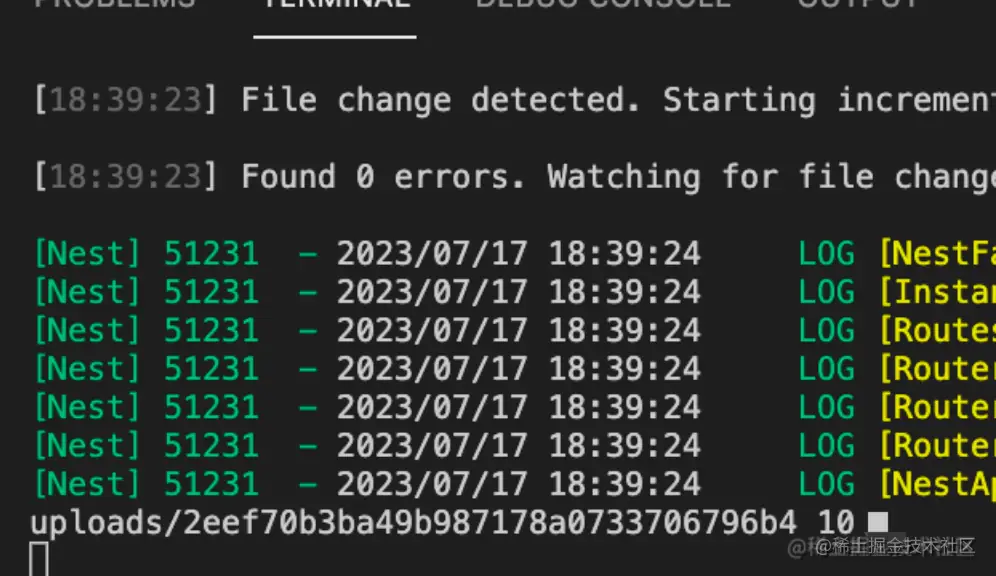 PROBLEMS TERMINAL DEBUG CONSOLE OUTPUT
[18:39:23] File change detected. Starting increment
[18:39:23] Found 0 errors. Watching for file change
[Nest] 51231 - 2023/07/17 18:39:24 LOG [NestFa
[Nest] 51231 - 2023/07/17 18:39:24 LOG [Instan
[Nest] 51231 - 2023/07/17 18:39:24 LOG [Routes
[Nest] 51231 - 2023/07/17 18:39:24 LOG [Router
[Nest] 51231 - 2023/07/17 18:39:24 LOG [Router
[Nest] 51231 - 2023/07/17 18:39:24 LOG [Router
[Nest] 51231 - 2023/07/17 18:39:24 LOG [NestAp
uploads/2eef70b3ba49b987178a0733706796b4 10
@稀土掘金技术社区